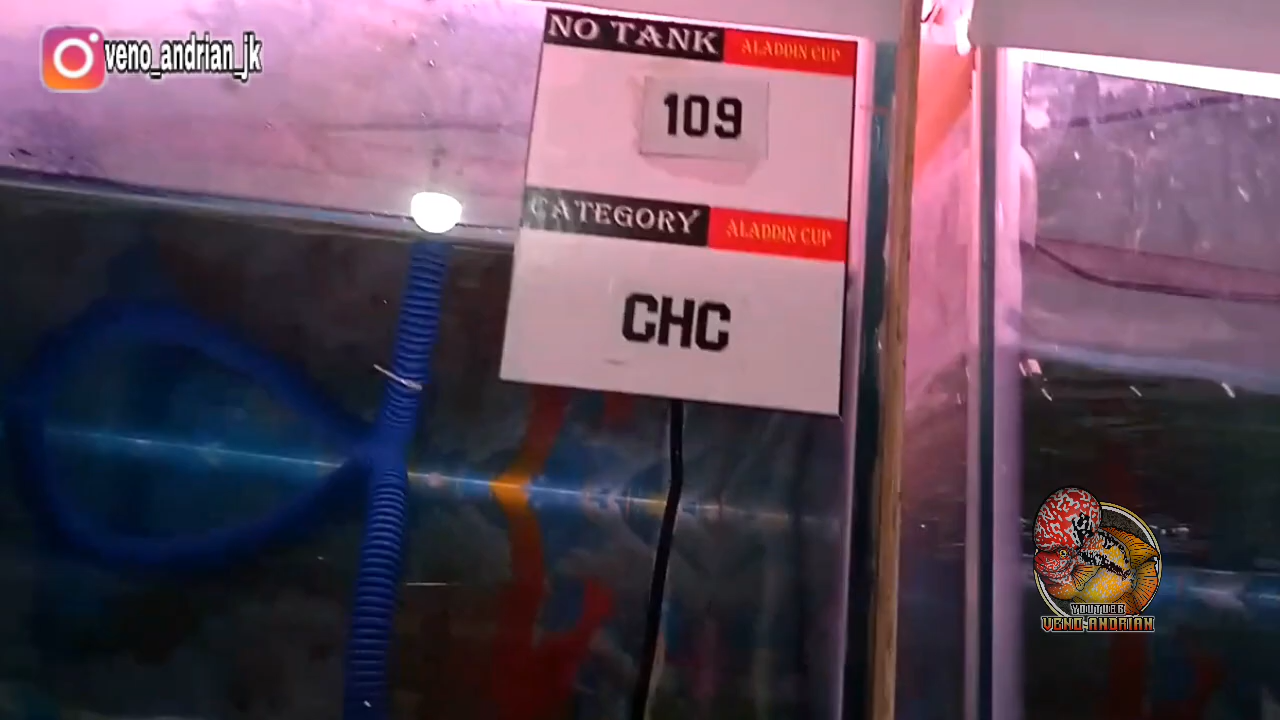 veno_andrian_jk
NO TANK
ALADDIN CUP
109
CATEGORY
ALADDIN CUP
CHC
YOUTUBE
VENO ANDRIAN